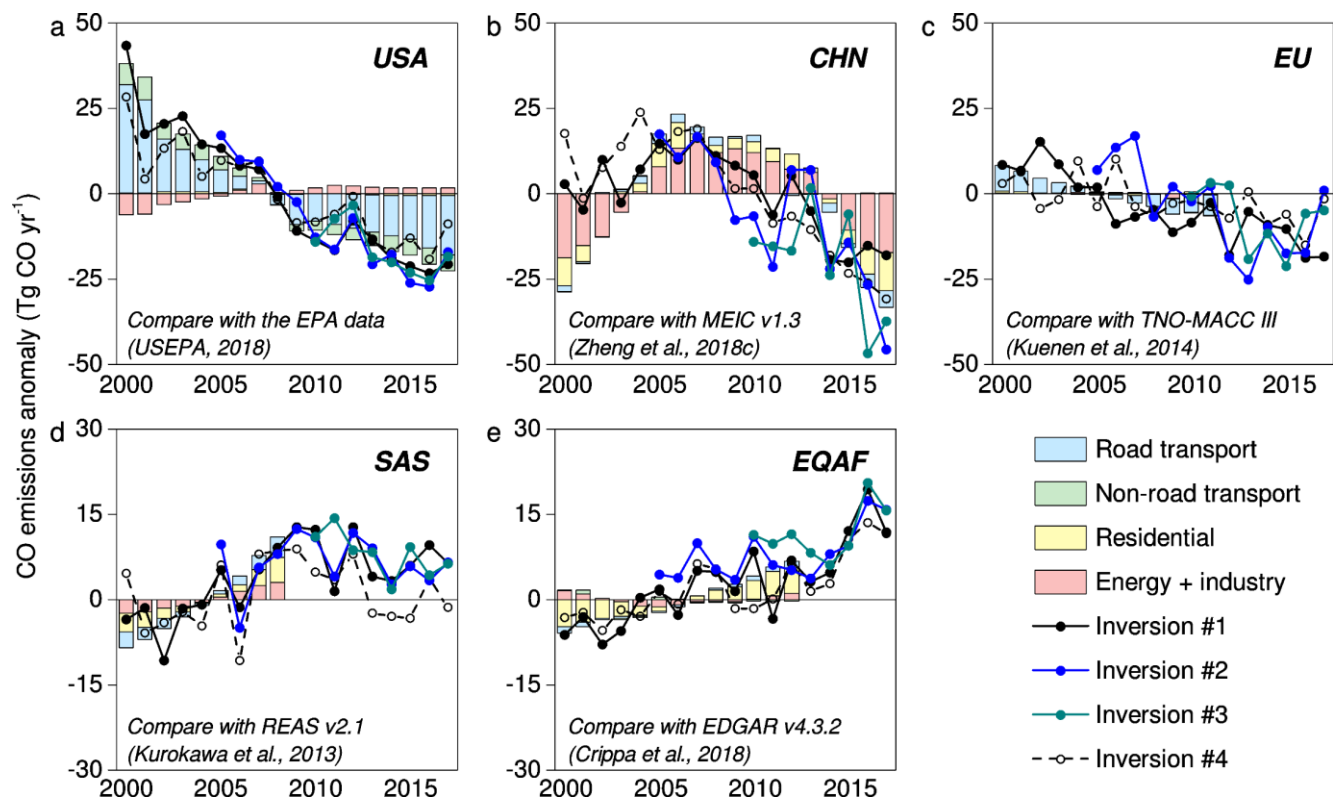 CO emissions anomaly (Tg CO yr⁻¹)
a
USA
50
25
0
-25
-50
Compare with the EPA data
(USEPA, 2018)
2000 2005 2010 2015
b
CHN
50
25
0
-25
-50
Compare with MEIC v1.3
(Zheng et al., 2018c)
2000 2005 2010 2015
c
EU
50
25
0
-25
-50
Compare with TNO-MACC III
(Kuenen et al., 2014)
2000 2005 2010 2015
d
SAS
30
15
0
-15
-30
Compare with REAS v2.1
(Kurokawa et al., 2013)
2000 2005 2010 2015
e
EQAF
30
15
0
-15
-30
Compare with EDGAR v4.3.2
(Crippa et al., 2018)
2000 2005 2010 2015
Road transport
Non-road transport
Residential
Energy + industry
Inversion #1
Inversion #2
Inversion #3
Inversion #4